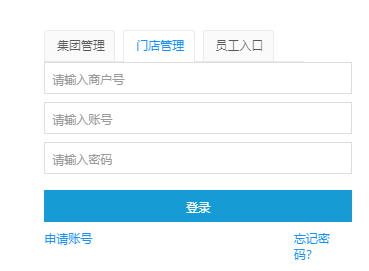 集团管理 门店管理 员工入口
请输入商户号
请输入账号
请输入密码
登录
申请账号 忘记密
码?